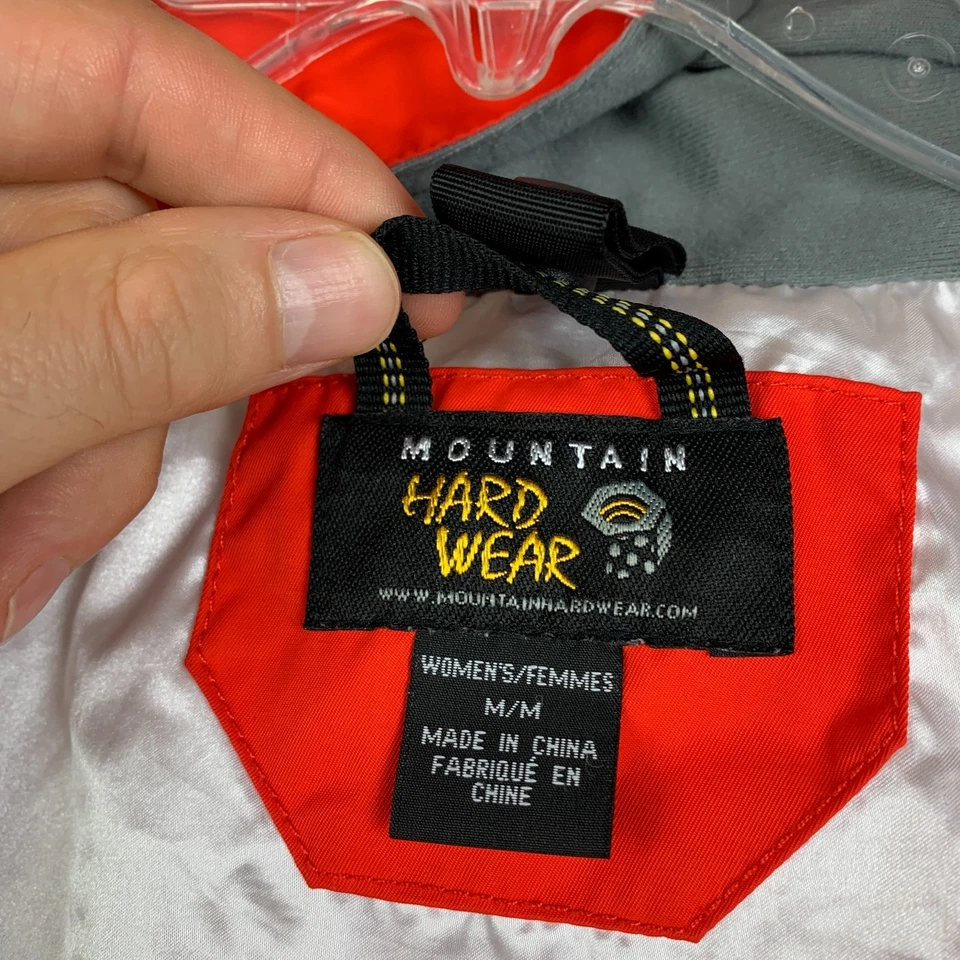 MOUNTAIN
HARD
WEAR
WWW.MOUNTAINHARDWEAR.COM
WOMEN'S/FEMMES
M/M
MADE IN CHINA
FABRIQUÉ EN
CHINE